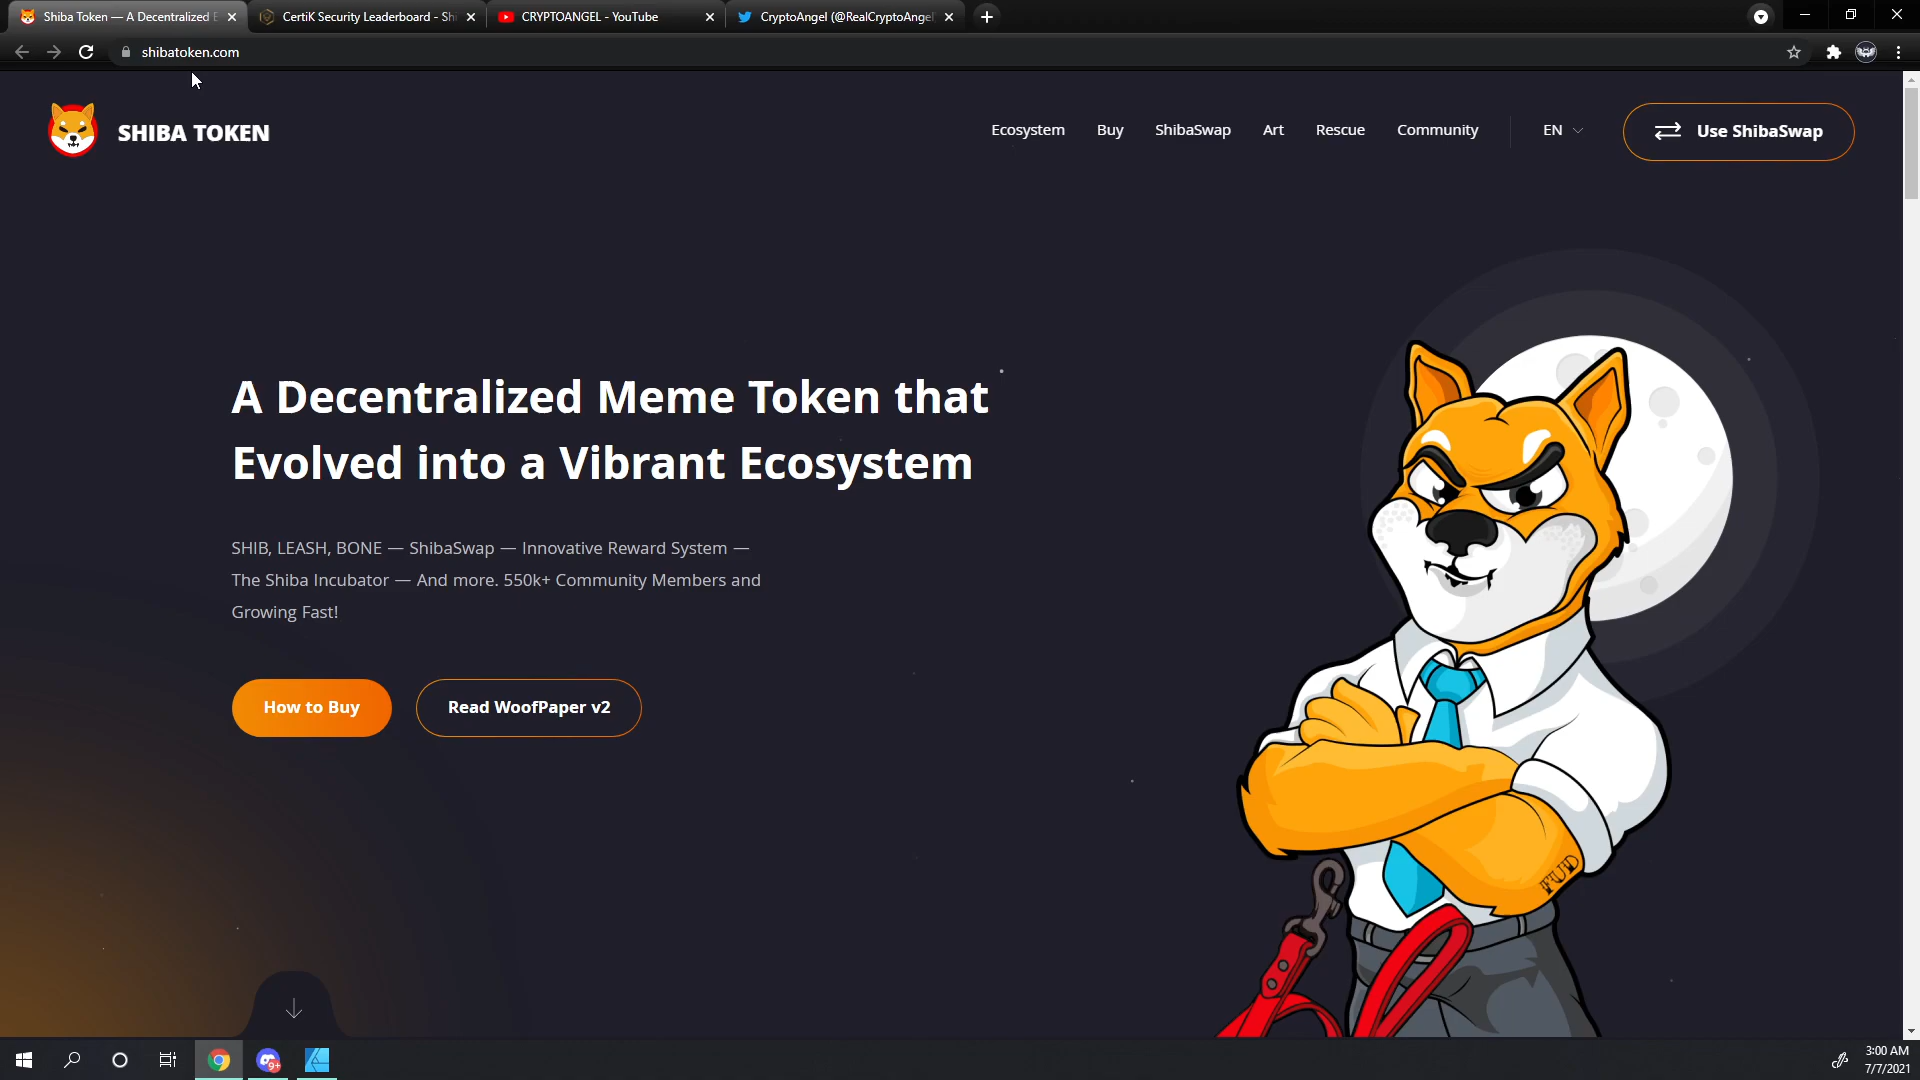 Shiba Token — A Decentralized
CertiK Security Leaderboard - Shi
CRYPTOANGEL - YouTube
CryptoAngel (@RealCryptoAngel
shibatoken.com
SHIBA TOKEN
Ecosystem
Buy
ShibaSwap
Art
Rescue
Community
EN
Use ShibaSwap
A Decentralized Meme Token that
Evolved into a Vibrant Ecosystem
SHIB, LEASH, BONE — ShibaSwap — Innovative Reward System —
The Shiba Incubator — And more. 550k+ Community Members and
Growing Fast!
How to Buy
Read WoofPaper v2
FUD
9+
3:00 AM
7/7/2021